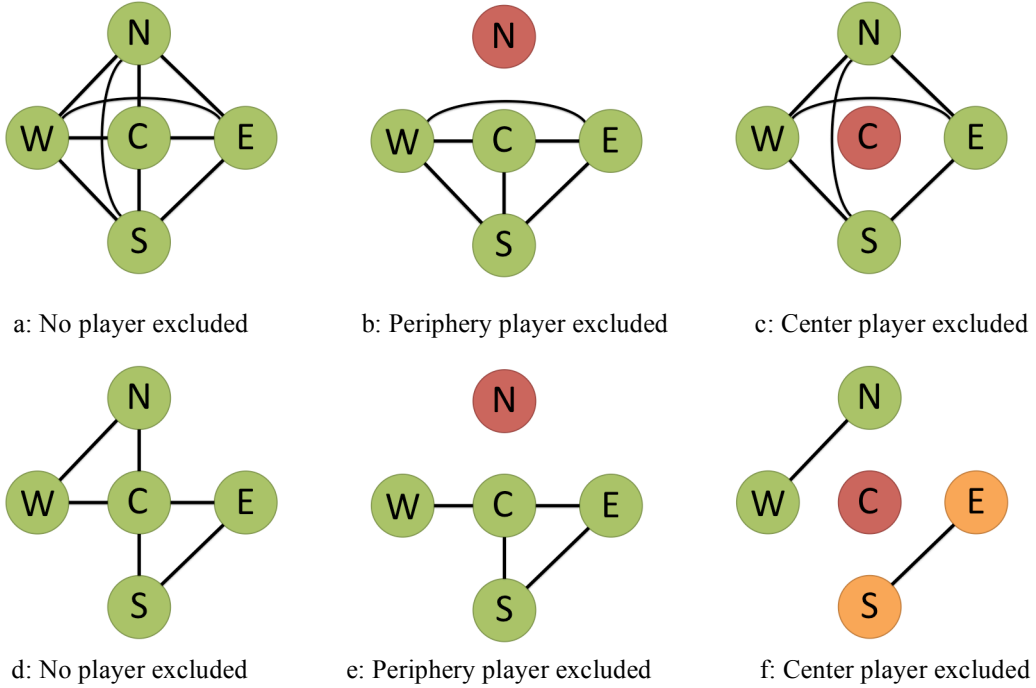 N
N
N
W
C
E
W
C
E
W
C
E
S
S
S
a: No player excluded
b: Periphery player excluded
c: Center player excluded
N
N
N
W
C
E
W
C
E
W
C
E
S
S
S
d: No player excluded
e: Periphery player excluded
f: Center player excluded